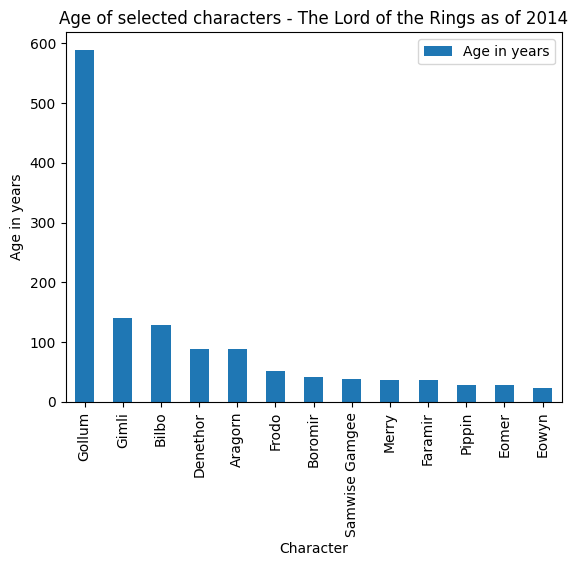 Age of selected characters - The Lord of the Rings as of 2014
Age in years
600
500
400
300
200
100
0
Age in years
Gollum
Gimli
Bilbo
Denethor
Aragorn
Frodo
Boromir
Samwise Gamgee
Merry
Faramir
Pippin
Eomer
Eowyn
Character